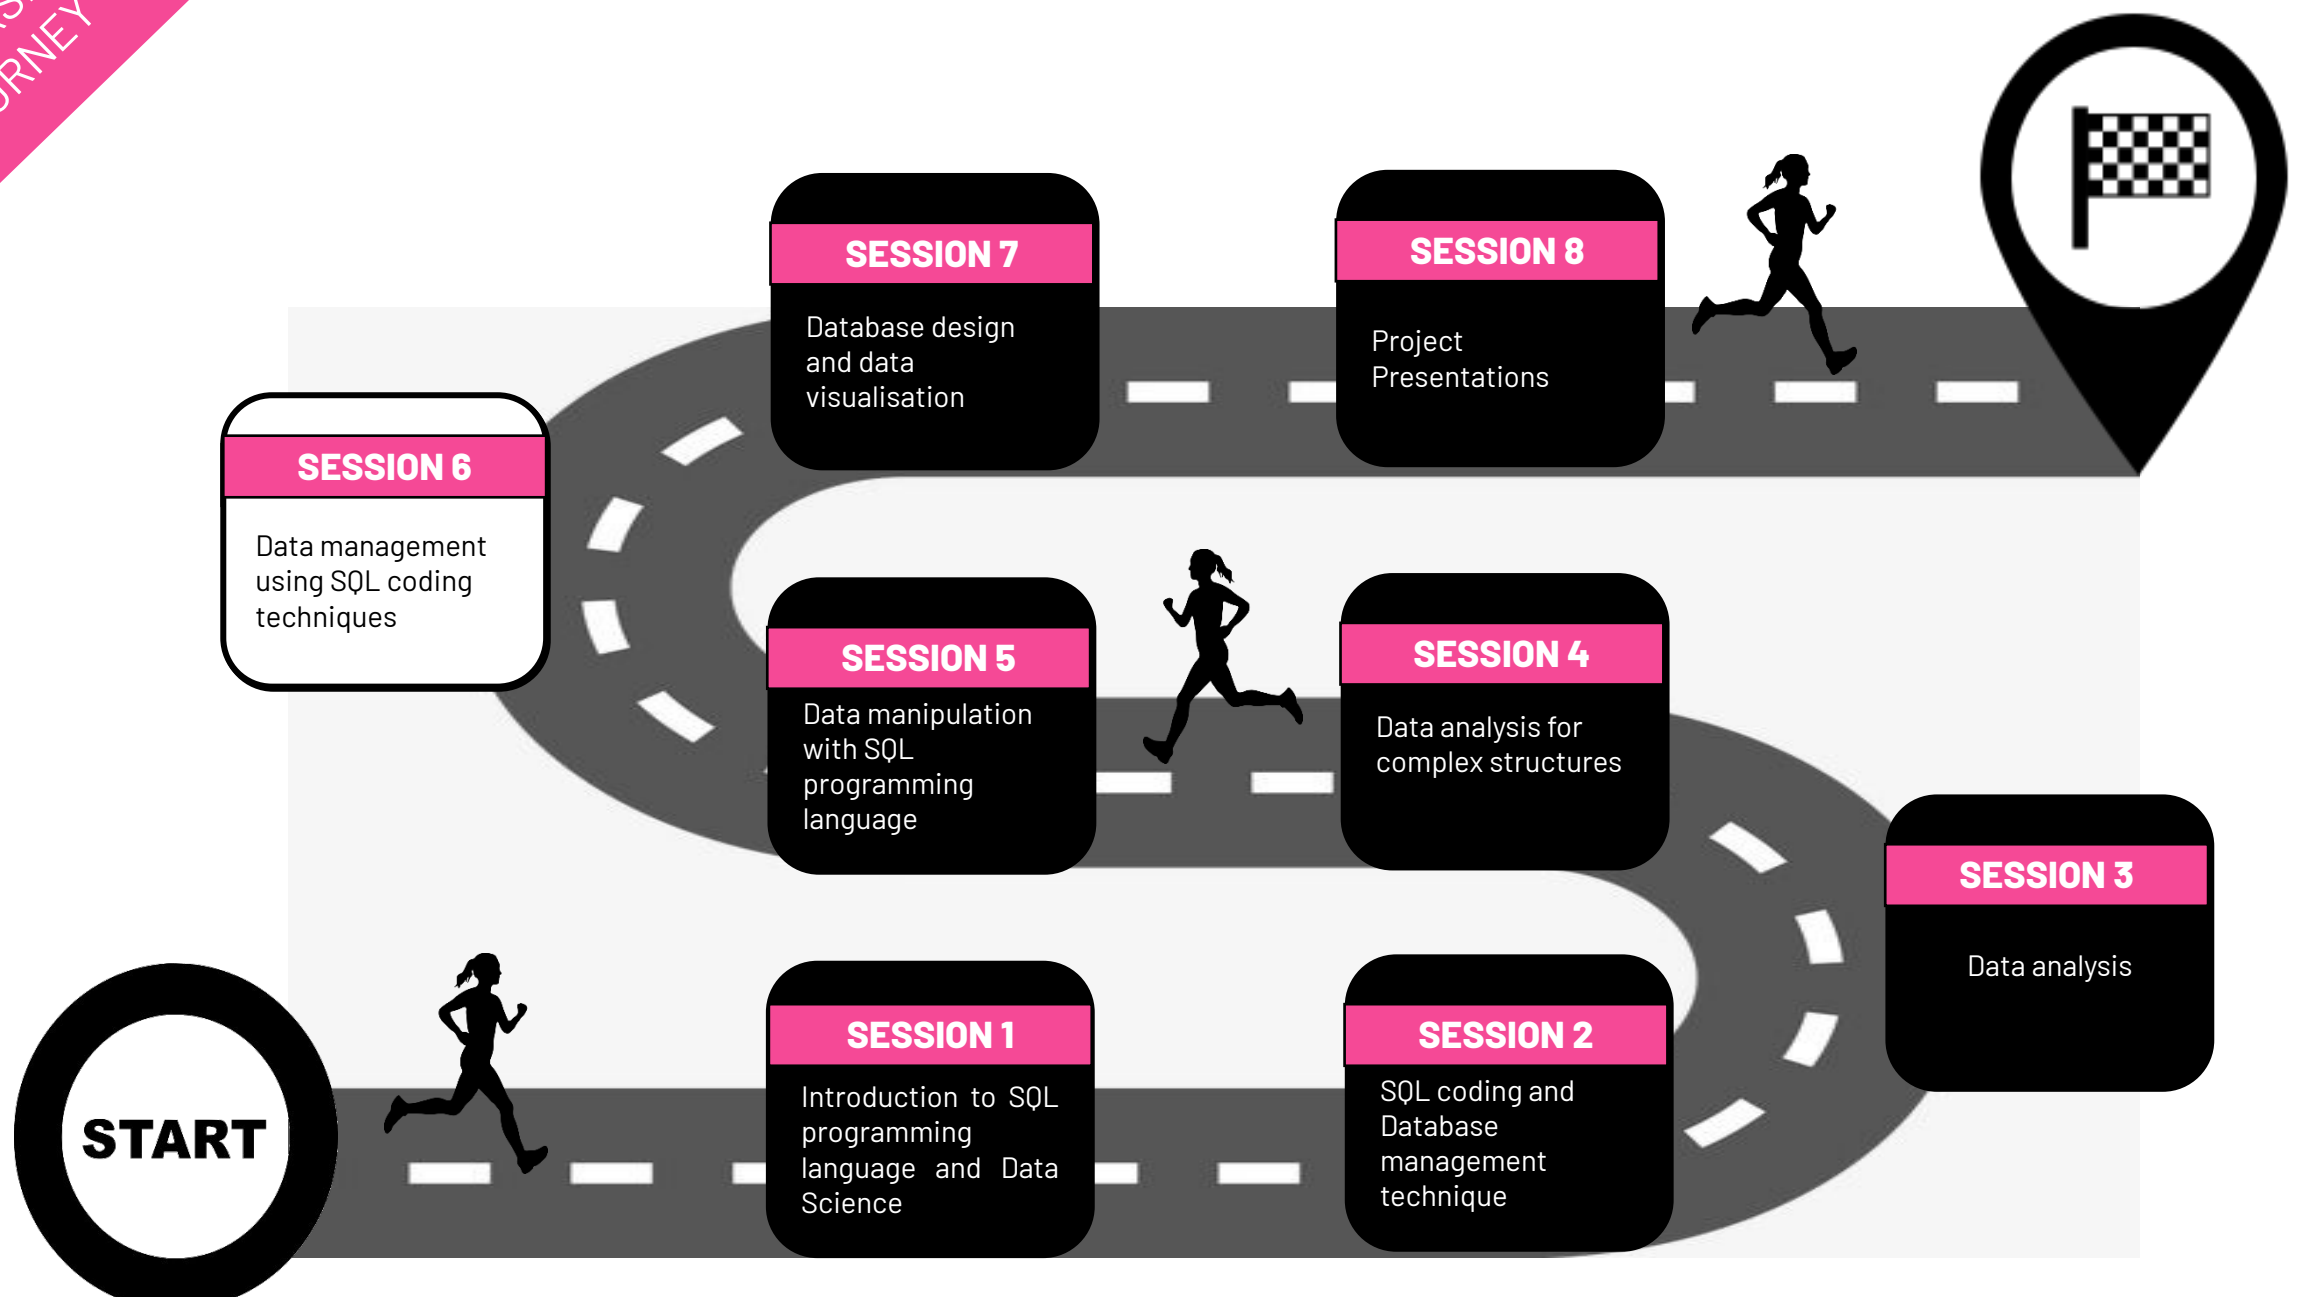 SESSION 7
Database design
and data
visualisation
SESSION 8
Project
Presentations
SESSION 6
Data management
using SQL coding
techniques
SESSION 5
Data manipulation
with SQL
programming
language
SESSION 4
Data analysis for
complex structures
SESSION 3
Data analysis
START
SESSION 1
Introduction to SQL
programming
language and Data
Science
SESSION 2
SQL coding and
Database
management
technique